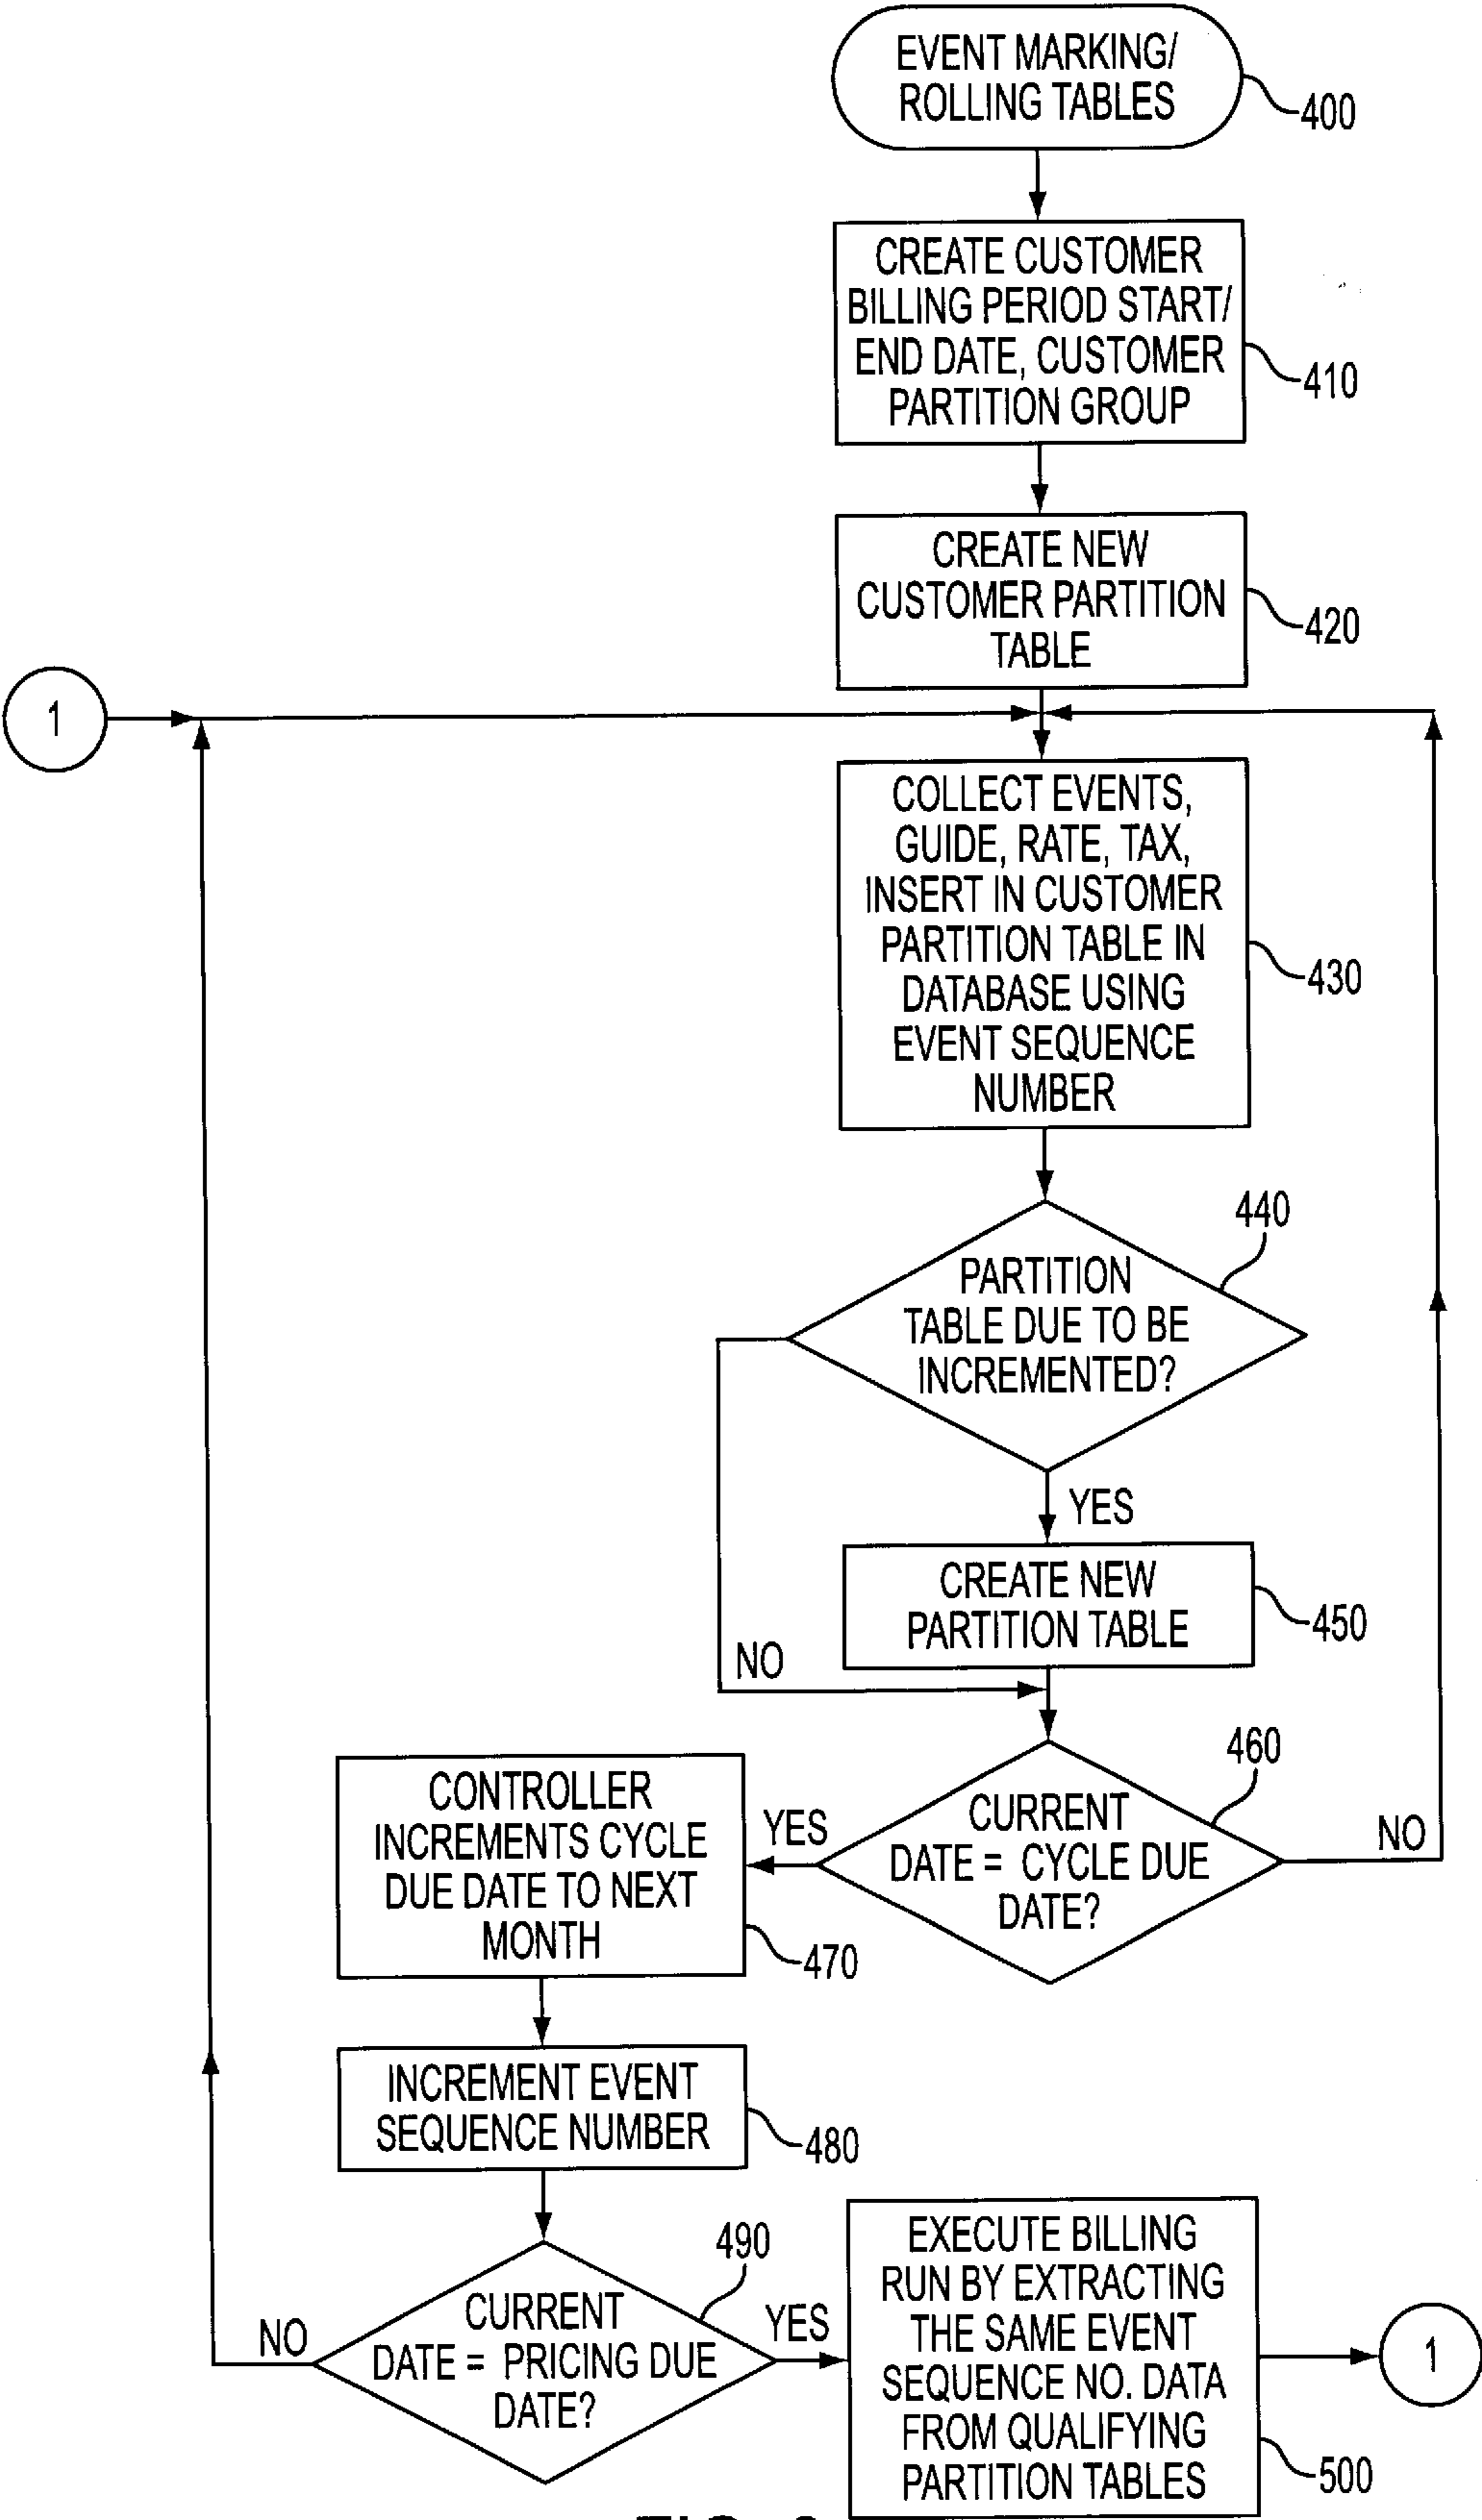 EVENT MARKING/
ROLLING TABLES
400
CREATE CUSTOMER
BILLING PERIOD START/
END DATE, CUSTOMER
PARTITION GROUP
410
CREATE NEW
CUSTOMER PARTITION
TABLE
420
1
COLLECT EVENTS,
GUIDE, RATE, TAX,
INSERT IN CUSTOMER
PARTITION TABLE IN
DATABASE USING
EVENT SEQUENCE
NUMBER
430
440
PARTITION
TABLE DUE TO BE
INCREMENTED?
YES
CREATE NEW
PARTITION TABLE
450
NO
460
CURRENT
DATE = CYCLE DUE
DATE?
NO
YES
CONTROLLER
INCREMENTS CYCLE
DUE DATE TO NEXT
MONTH
470
INCREMENT EVENT
SEQUENCE NUMBER
480
490
CURRENT
DATE = PRICING DUE
DATE?
NO
YES
EXECUTE BILLING
RUN BY EXTRACTING
THE SAME EVENT
SEQUENCE NO. DATA
FROM QUALIFYING
PARTITION TABLES
500
1